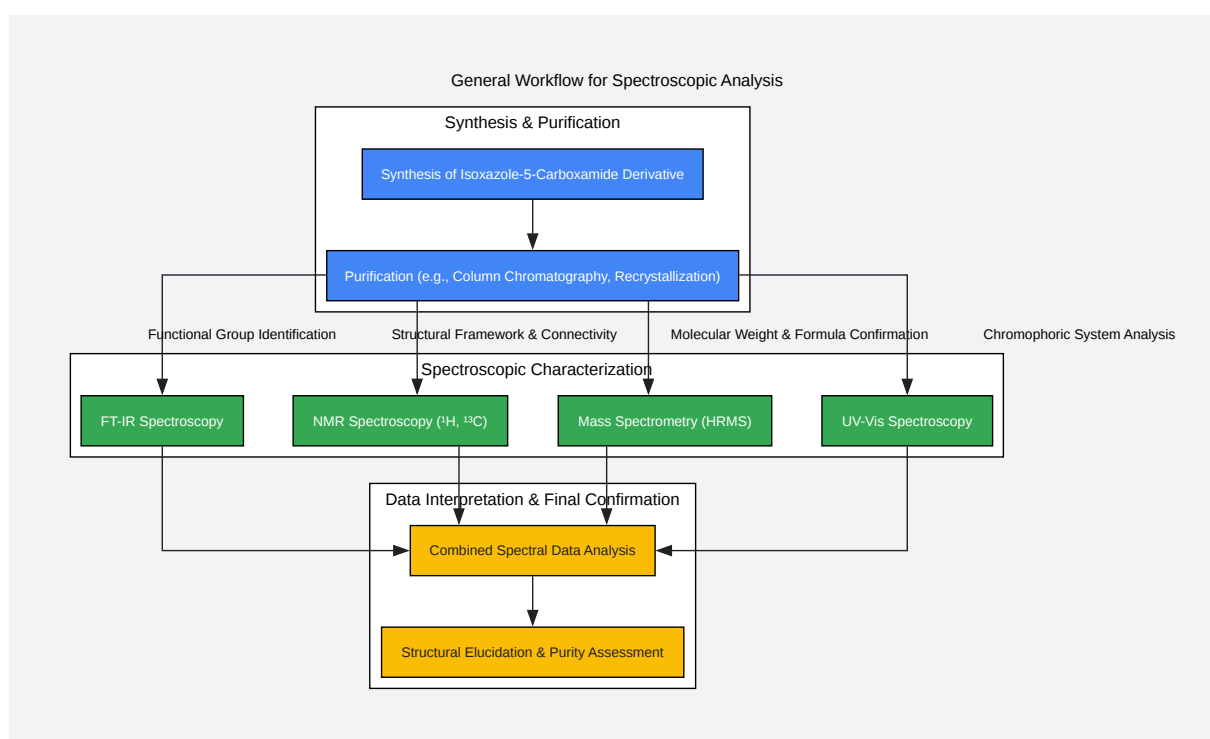 General Workflow for Spectroscopic Analysis
Synthesis & Purification
Synthesis of Isoxazole-5-Carboxamide Derivative
Purification (e.g., Column Chromatography, Recrystallization)
Functional Group Identification
Structural Framework & Connectivity
Molecular Weight & Formula Confirmation
Chromophoric System Analysis
Spectroscopic Characterization
FT-IR Spectroscopy
NMR Spectroscopy (¹H, ¹³C)
Mass Spectrometry (HRMS)
UV-Vis Spectroscopy
Data Interpretation & Final Confirmation
Combined Spectral Data Analysis
Structural Elucidation & Purity Assessment